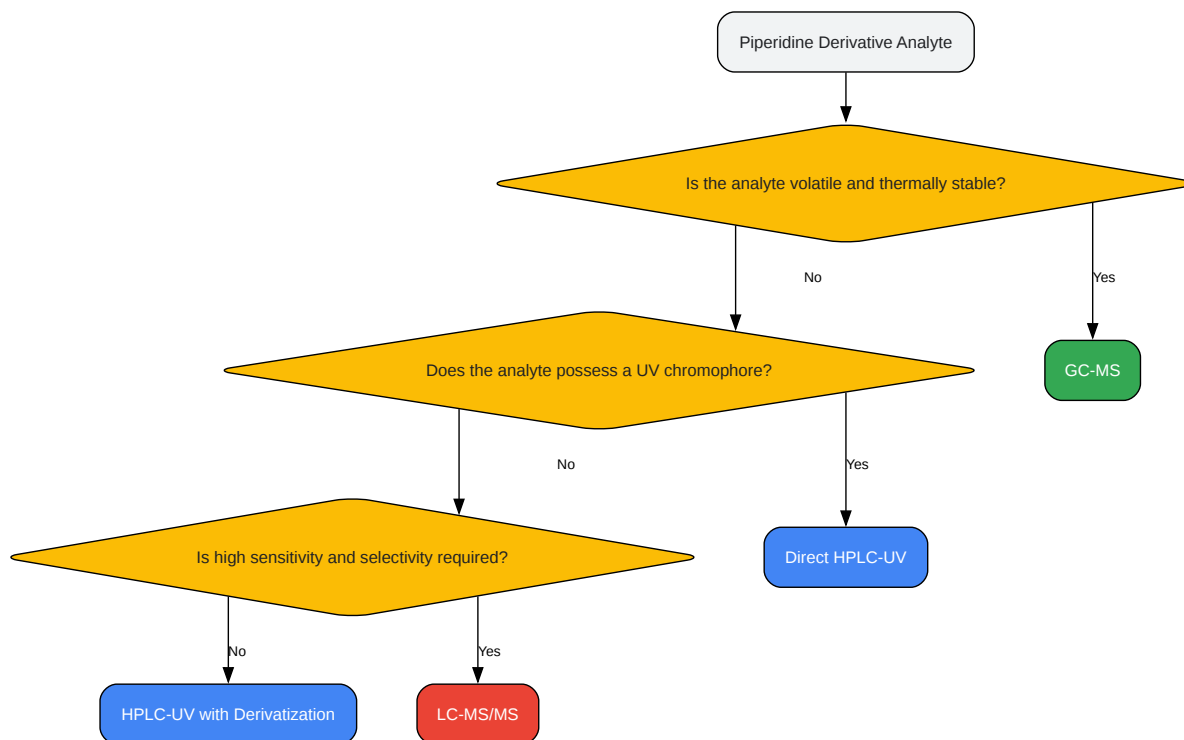 Piperidine Derivative Analyte
Is the analyte volatile and thermally stable?
No
Yes
Does the analyte possess a UV chromophore?
GC-MS
No
Yes
Is high sensitivity and selectivity required?
Direct HPLC-UV
No
Yes
HPLC-UV with Derivatization
LC-MS/MS